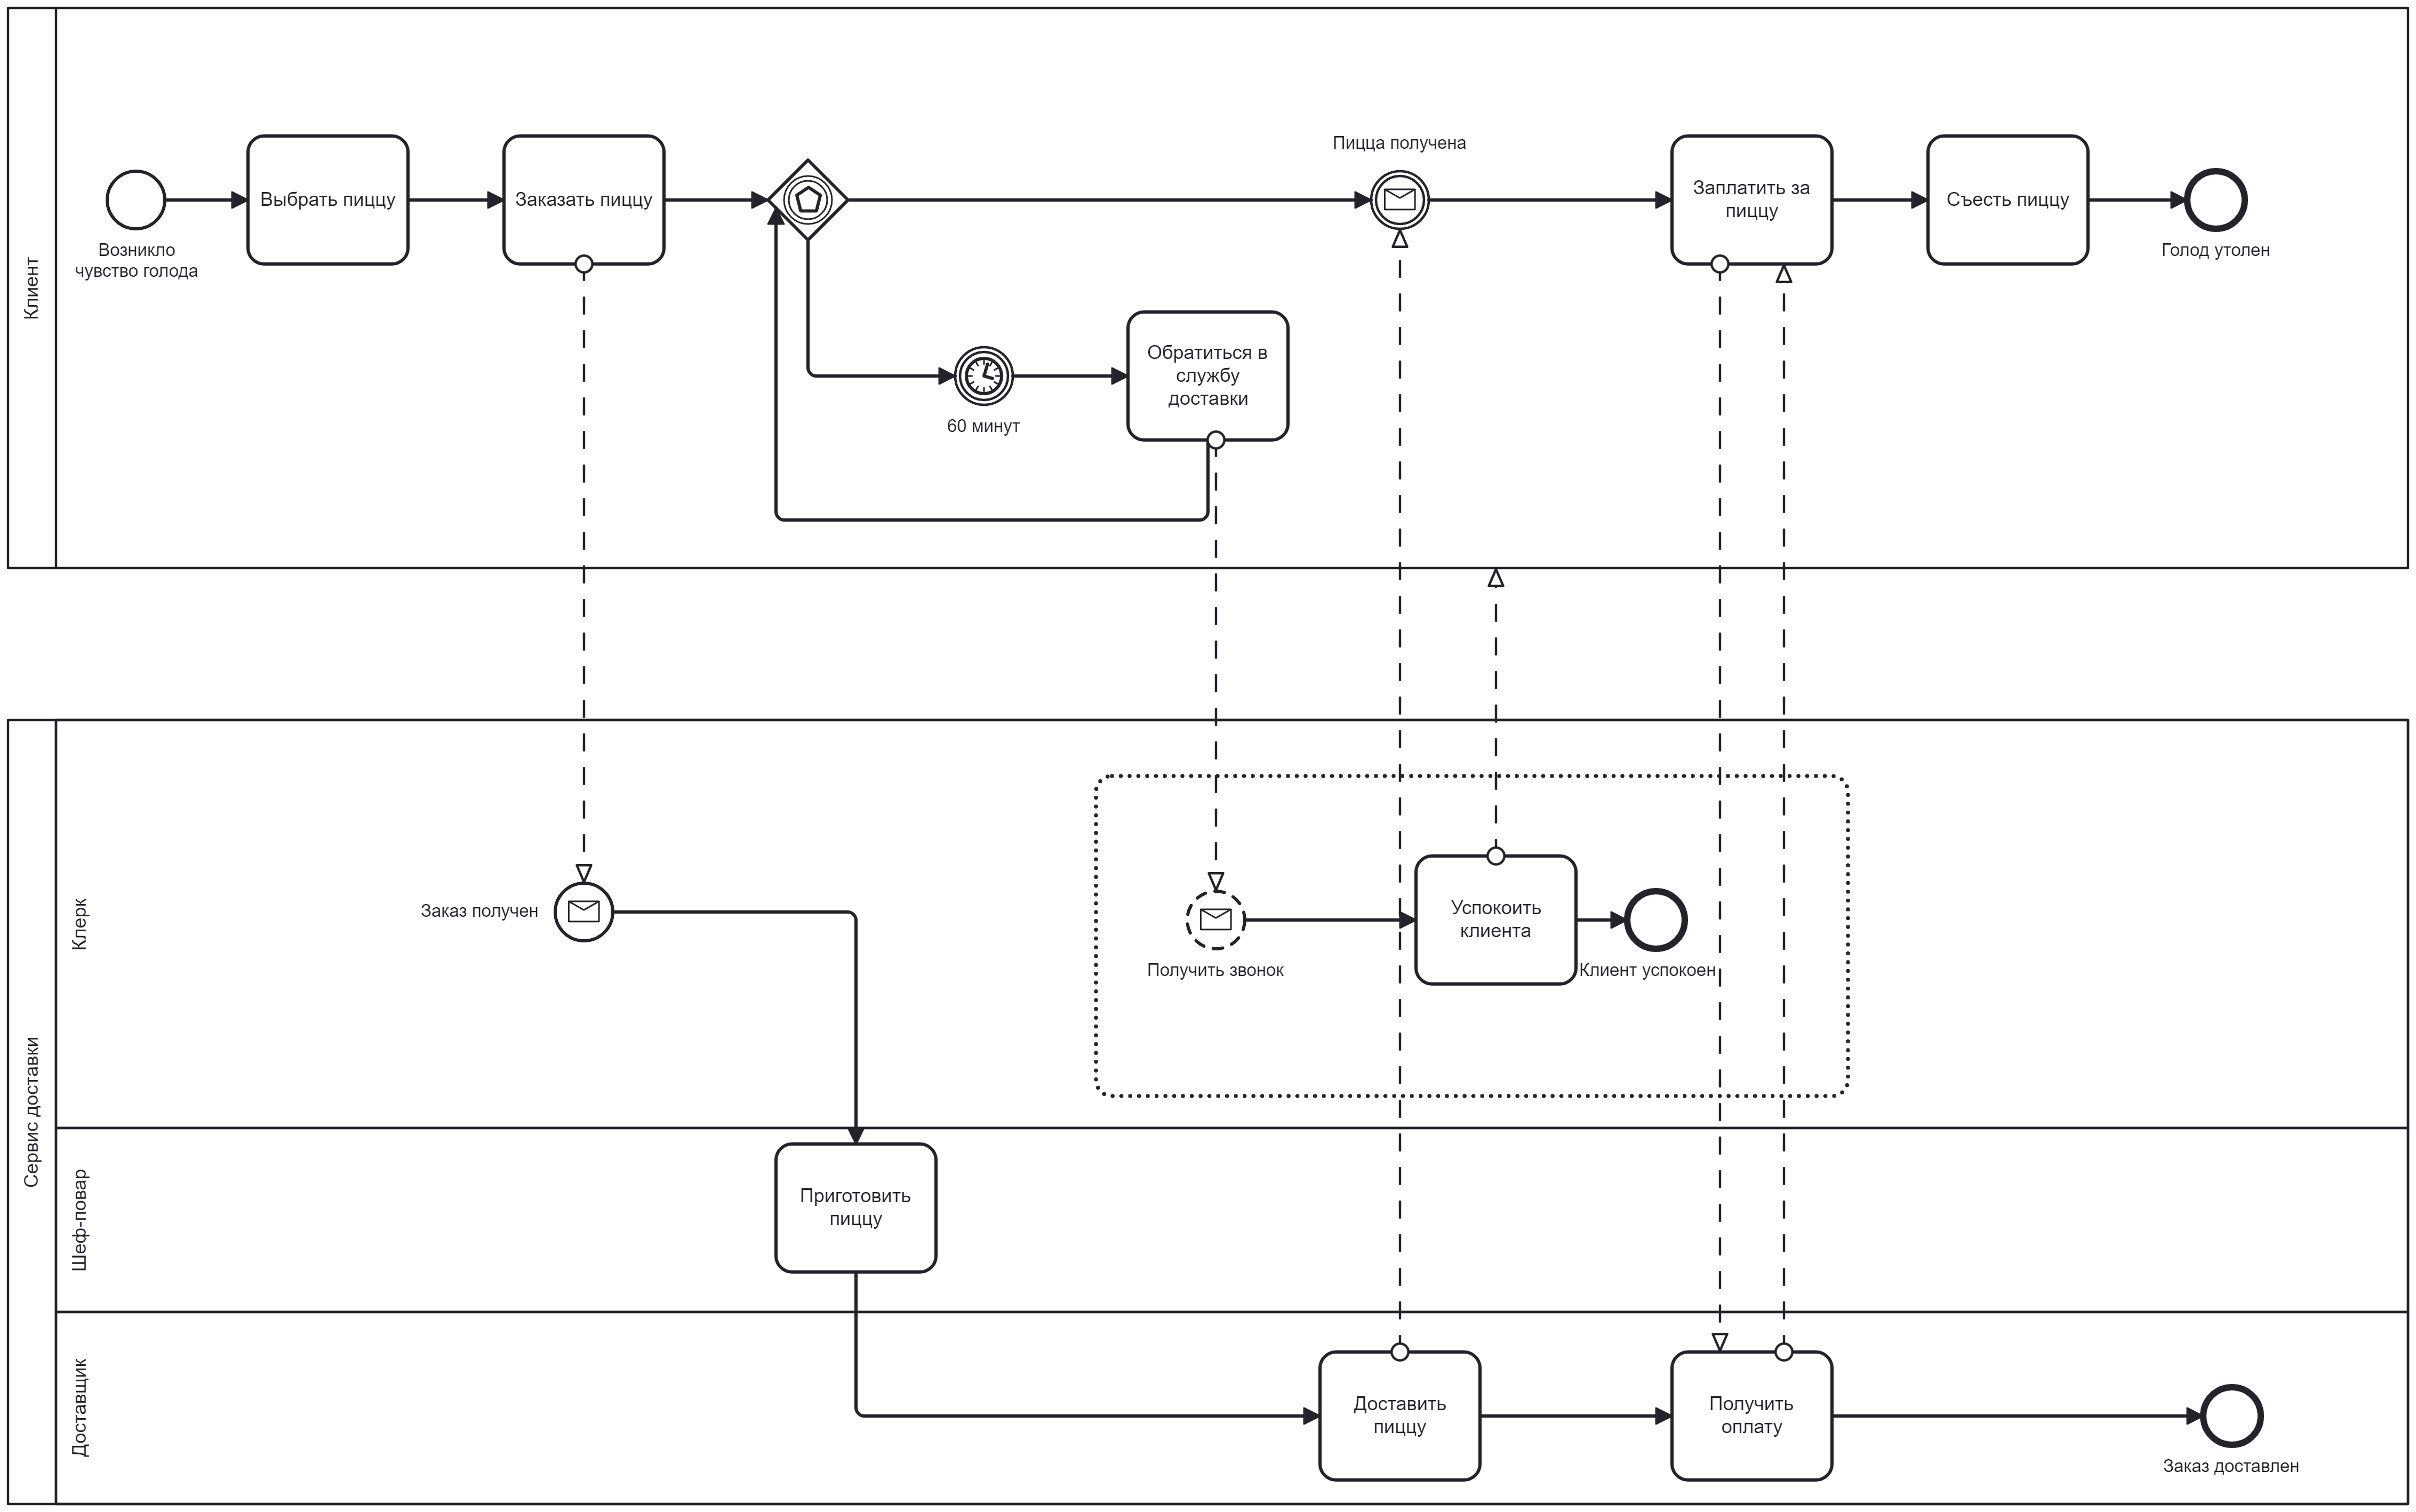 Клиент
Возникло
чувство голода
Выбрать пиццу
Заказать пиццу
60 минут
Обратиться в
службу
доставки
Пицца получена
Заплатить за
пиццу
Съесть пиццу
Голод утолен
Сервис доставки
Клерк
Заказ получен
Получить звонок
Успокоить
клиента
Клиент успокоен
Шеф-повар
Приготовить
пиццу
Доставщик
Доставить
пиццу
Получить
оплату
Заказ доставлен